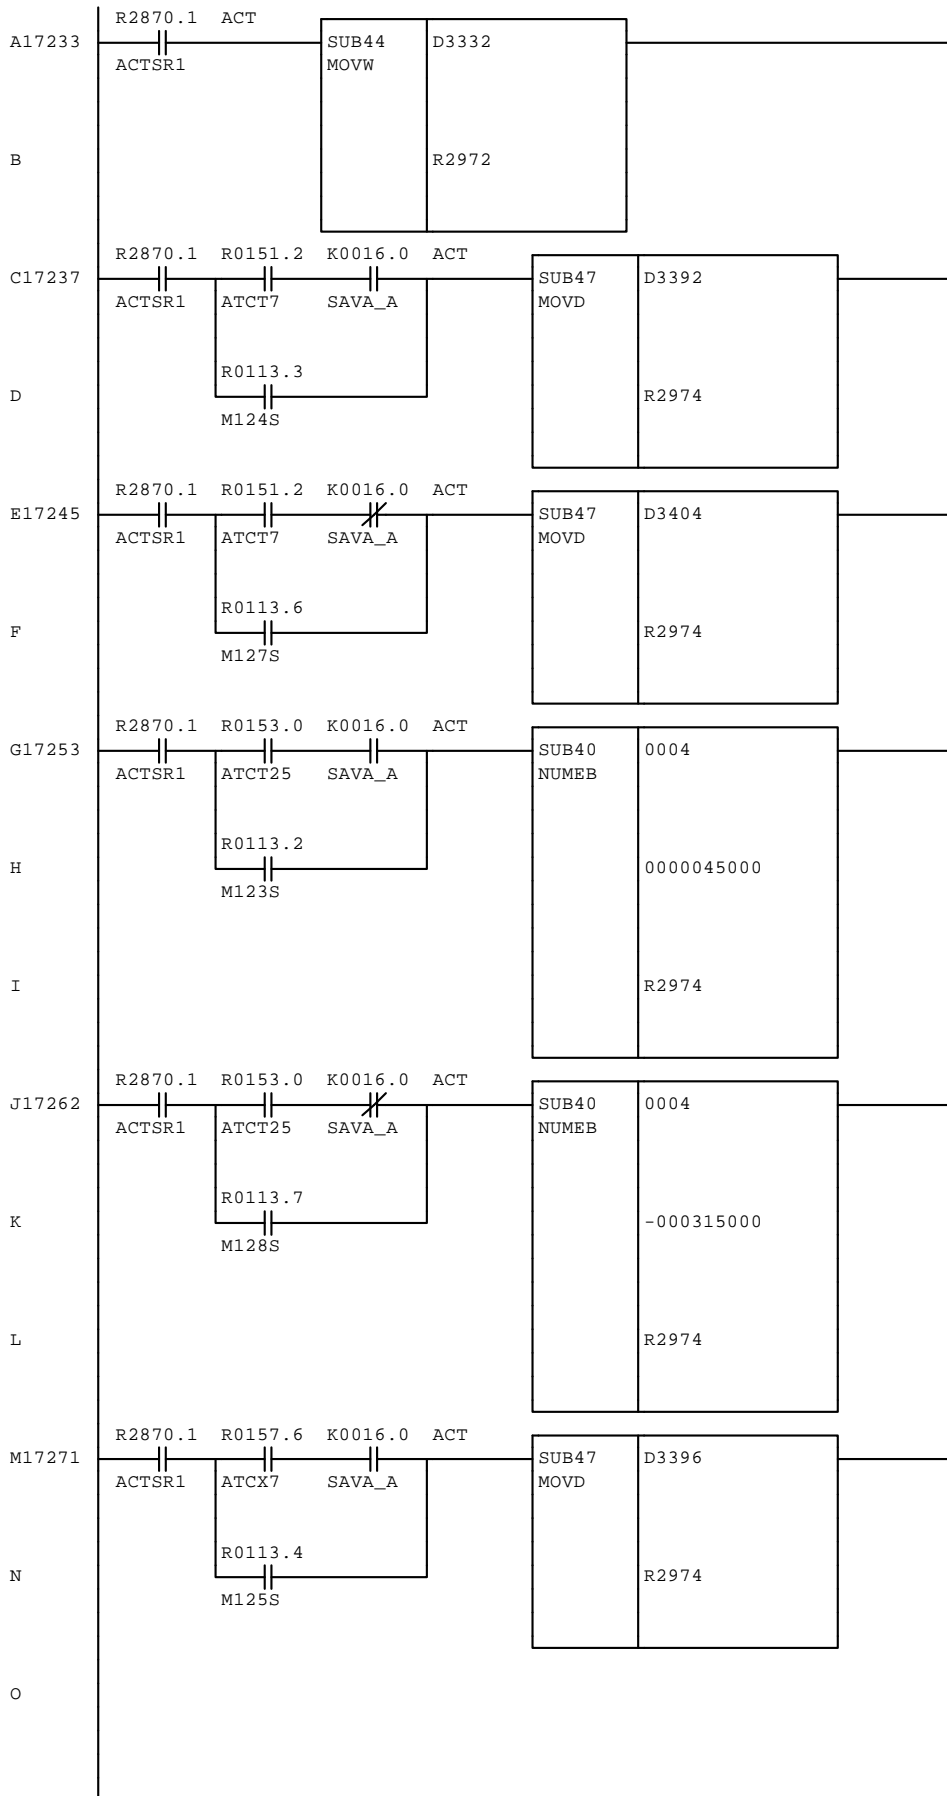 R2870.1 ACT
A17233 SUB44 D3332
ACTSR1 MOVW
B R2972
R2870.1 R0151.2 K0016.0 ACT
C17237 SUB47 D3392
ACTSR1 ATCT7 SAVA_A MOVD
R0113.3
D R2974
M124S
R2870.1 R0151.2 K0016.0 ACT
E17245 SUB47 D3404
ACTSR1 ATCT7 SAVA_A MOVD
R0113.6
F R2974
M127S
R2870.1 R0153.0 K0016.0 ACT
G17253 SUB40 0004
ACTSR1 ATCT25 SAVA_A NUMEB
R0113.2
H 0000045000
M123S
I R2974
R2870.1 R0153.0 K0016.0 ACT
J17262 SUB40 0004
ACTSR1 ATCT25 SAVA_A NUMEB
R0113.7
K -000315000
M128S
L R2974
R2870.1 R0157.6 K0016.0 ACT
M17271 SUB47 D3396
ACTSR1 ATCX7 SAVA_A MOVD
R0113.4
N R2974
M125S
O